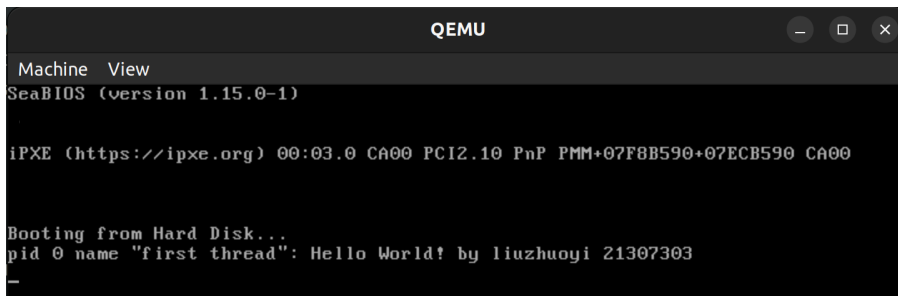 QEMU
Machine View
SeaBIOS (version 1.15.0-1)
iPXE (https://ipxe.org) 00:03.0 CA00 PCI2.10 PnP PMM+07F8B590+07ECB590 CA00
Booting from Hard Disk...
pid 0 name "first thread": Hello World! by liuzhuoyi 21307303